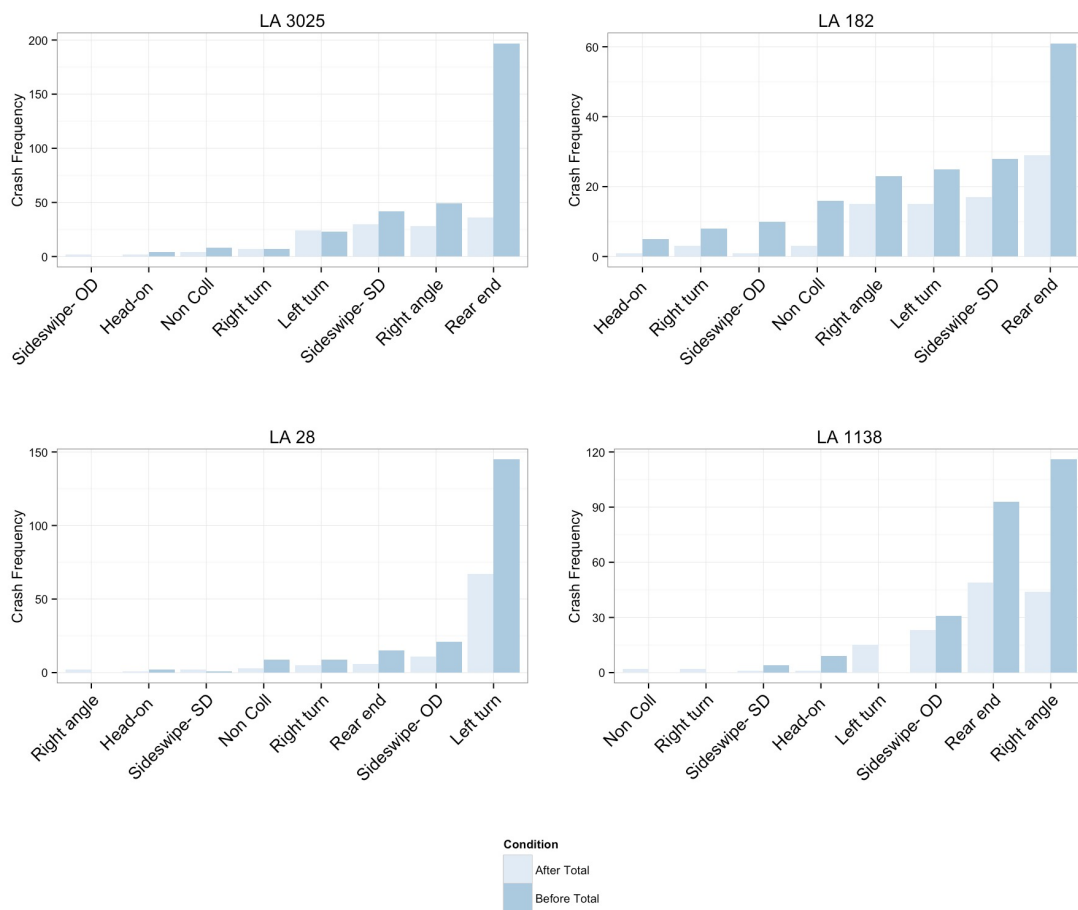 LA 3025
Crash Frequency
200
150
100
50
0
Sideswipe- OD
Head-on
Non Coll
Right turn
Left turn
Sideswipe- SD
Right angle
Rear end
LA 182
Crash Frequency
60
40
20
0
Head-on
Right turn
Sideswipe- OD
Non Coll
Right angle
Left turn
Sideswipe- SD
Rear end
LA 28
Crash Frequency
150
100
50
0
Right angle
Head-on
Sideswipe- SD
Non Coll
Right turn
Rear end
Sideswipe- OD
Left turn
LA 1138
Crash Frequency
120
90
60
30
0
Non Coll
Right turn
Sideswipe- SD
Head-on
Left turn
Sideswipe- OD
Rear end
Right angle
Condition
After Total
Before Total